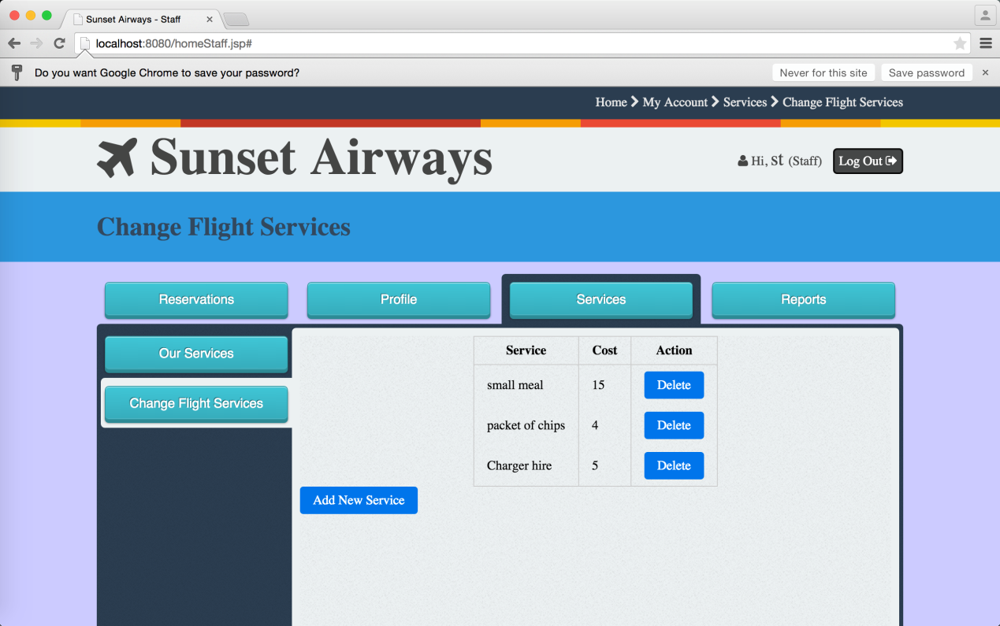 Sunset Airways - Staff
localhost:8080/homeStaff.jsp#
Do you want Google Chrome to save your password? Never for this site Save password
Home My Account Services Change Flight Services
Sunset Airways Hi, st (Staff) Log Out
Change Flight Services
Reservations Profile Services Reports
Our Services
Change Flight Services
Service Cost Action
small meal 15 Delete
packet of chips 4 Delete
Charger hire 5 Delete
Add New Service